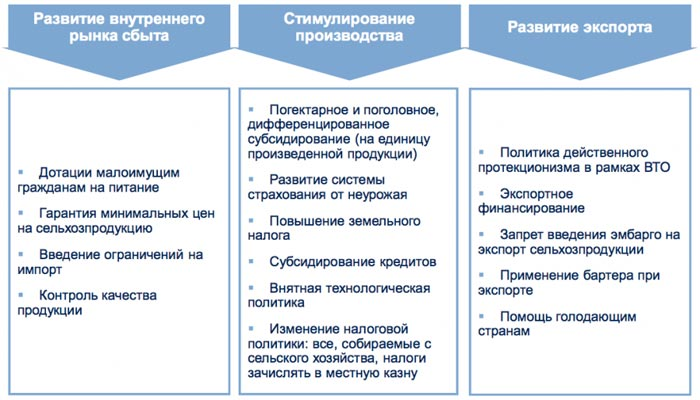 Развитие внутреннего
рынка сбыта
▪ Дотации малоимущим
гражданам на питание
▪ Гарантия минимальных цен
на сельхозпродукцию
▪ Введение ограничений на
импорт
▪ Контроль качества
продукции
Стимулирование
производства
▪ Погектарное и поголовное,
дифференцированное
субсидирование (на единицу
произведенной продукции)
▪ Развитие системы
страхования от неурожая
▪ Повышение земельного
налога
▪ Субсидирование кредитов
▪ Внятная технологическая
политика
▪ Изменение налоговой
политики: все, собираемые с
сельского хозяйства, налоги
зачислять в местную казну
Развитие экспорта
▪ Политика действенного
протекционизма в рамках ВТО
▪ Экспортное
финансирование
▪ Запрет введения эмбарго на
экспорт сельхозпродукции
▪ Применение бартера при
экспорте
▪ Помощь голодающим
странам